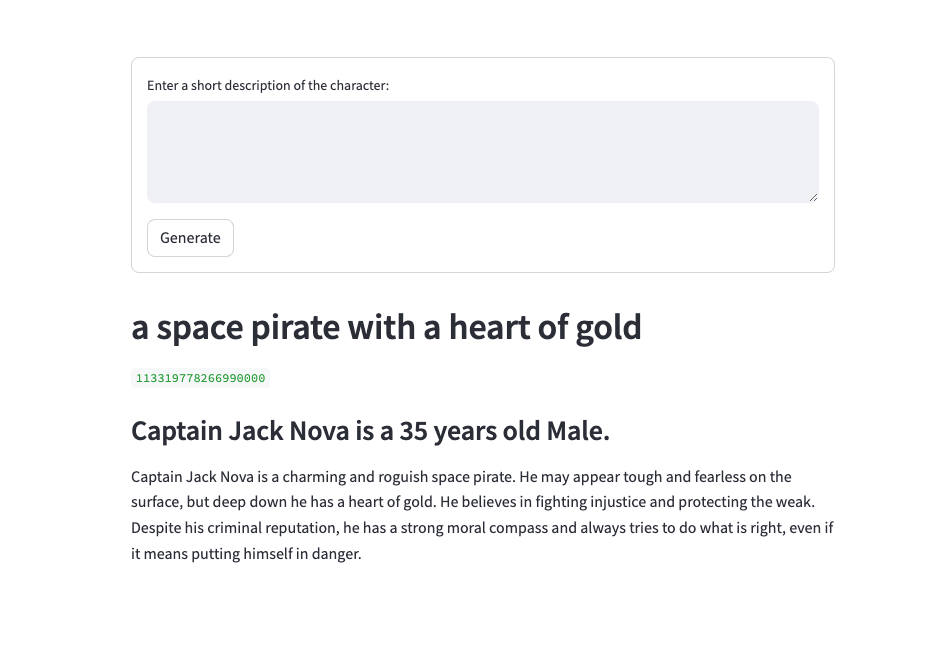 Enter a short description of the character:
Generate
a space pirate with a heart of gold
113319778266990000
Captain Jack Nova is a 35 years old Male.
Captain Jack Nova is a charming and roguish space pirate. He may appear tough and fearless on the
surface, but deep down he has a heart of gold. He believes in fighting injustice and protecting the weak.
Despite his criminal reputation, he has a strong moral compass and always tries to do what is right, even if
it means putting himself in danger.